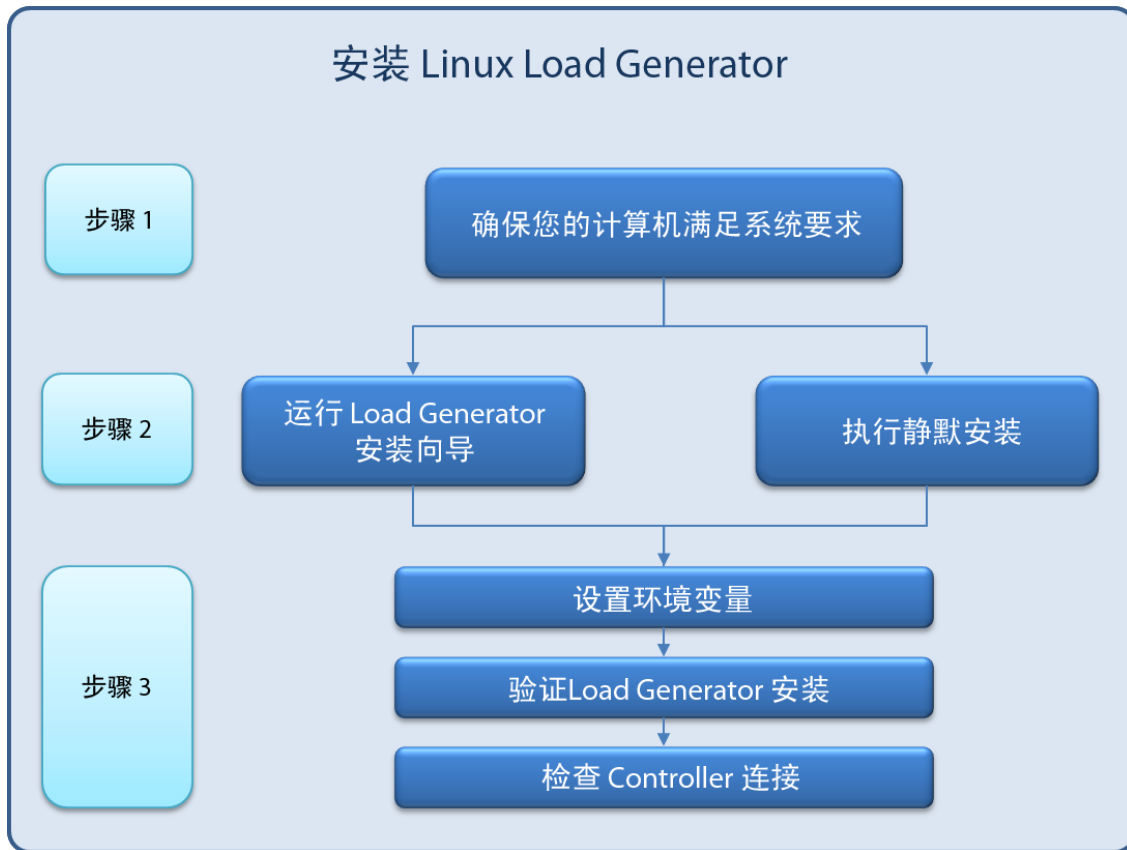 安装 Linux Load Generator
步骤 1
确保您的计算机满足系统要求
步骤 2
运行 Load Generator
安装向导
执行静默安装
步骤 3
设置环境变量
验证Load Generator 安装
检查 Controller 连接